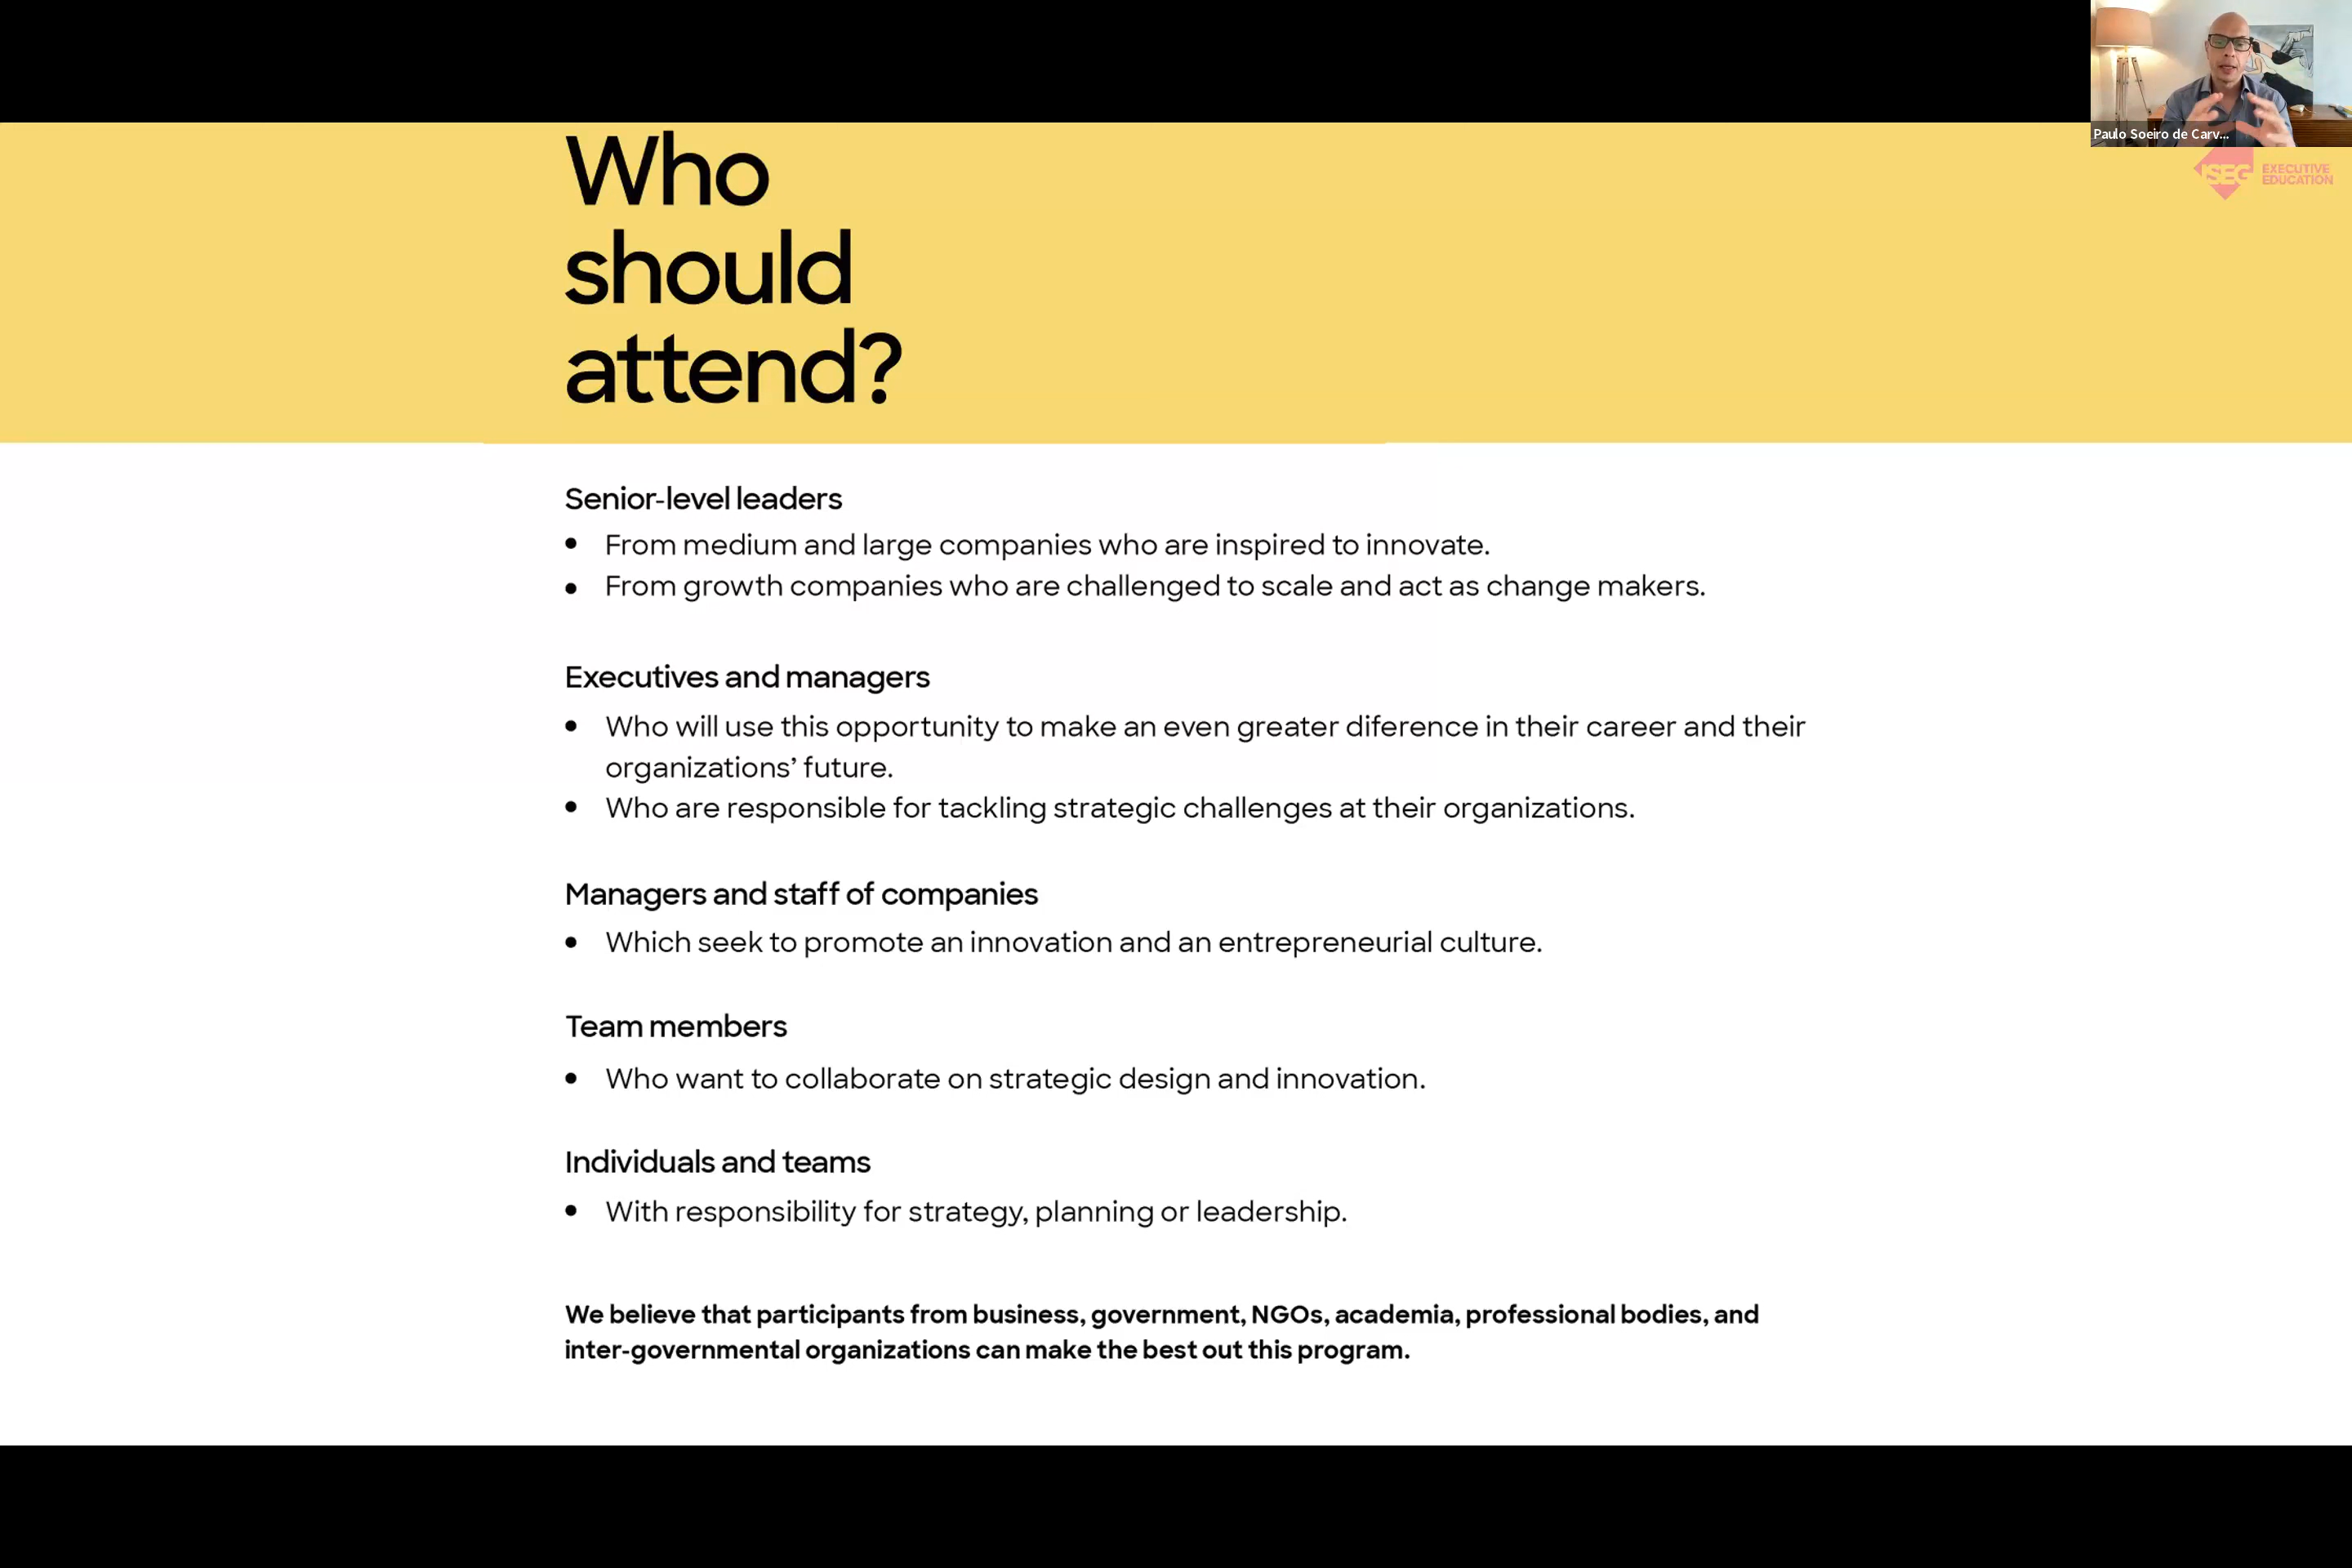 Who
should
attend?
Paulo Soeiro de Carv...
ISEG
EXECUTIVE
EDUCATION
Senior-level leaders
• From medium and large companies who are inspired to innovate.
• From growth companies who are challenged to scale and act as change makers.
Executives and managers
• Who will use this opportunity to make an even greater diference in their career and their
organizations’ future.
• Who are responsible for tackling strategic challenges at their organizations.
Managers and staff of companies
• Which seek to promote an innovation and an entrepreneurial culture.
Team members
• Who want to collaborate on strategic design and innovation.
Individuals and teams
• With responsibility for strategy, planning or leadership.
We believe that participants from business, government, NGOs, academia, professional bodies, and
inter-governmental organizations can make the best out this program.